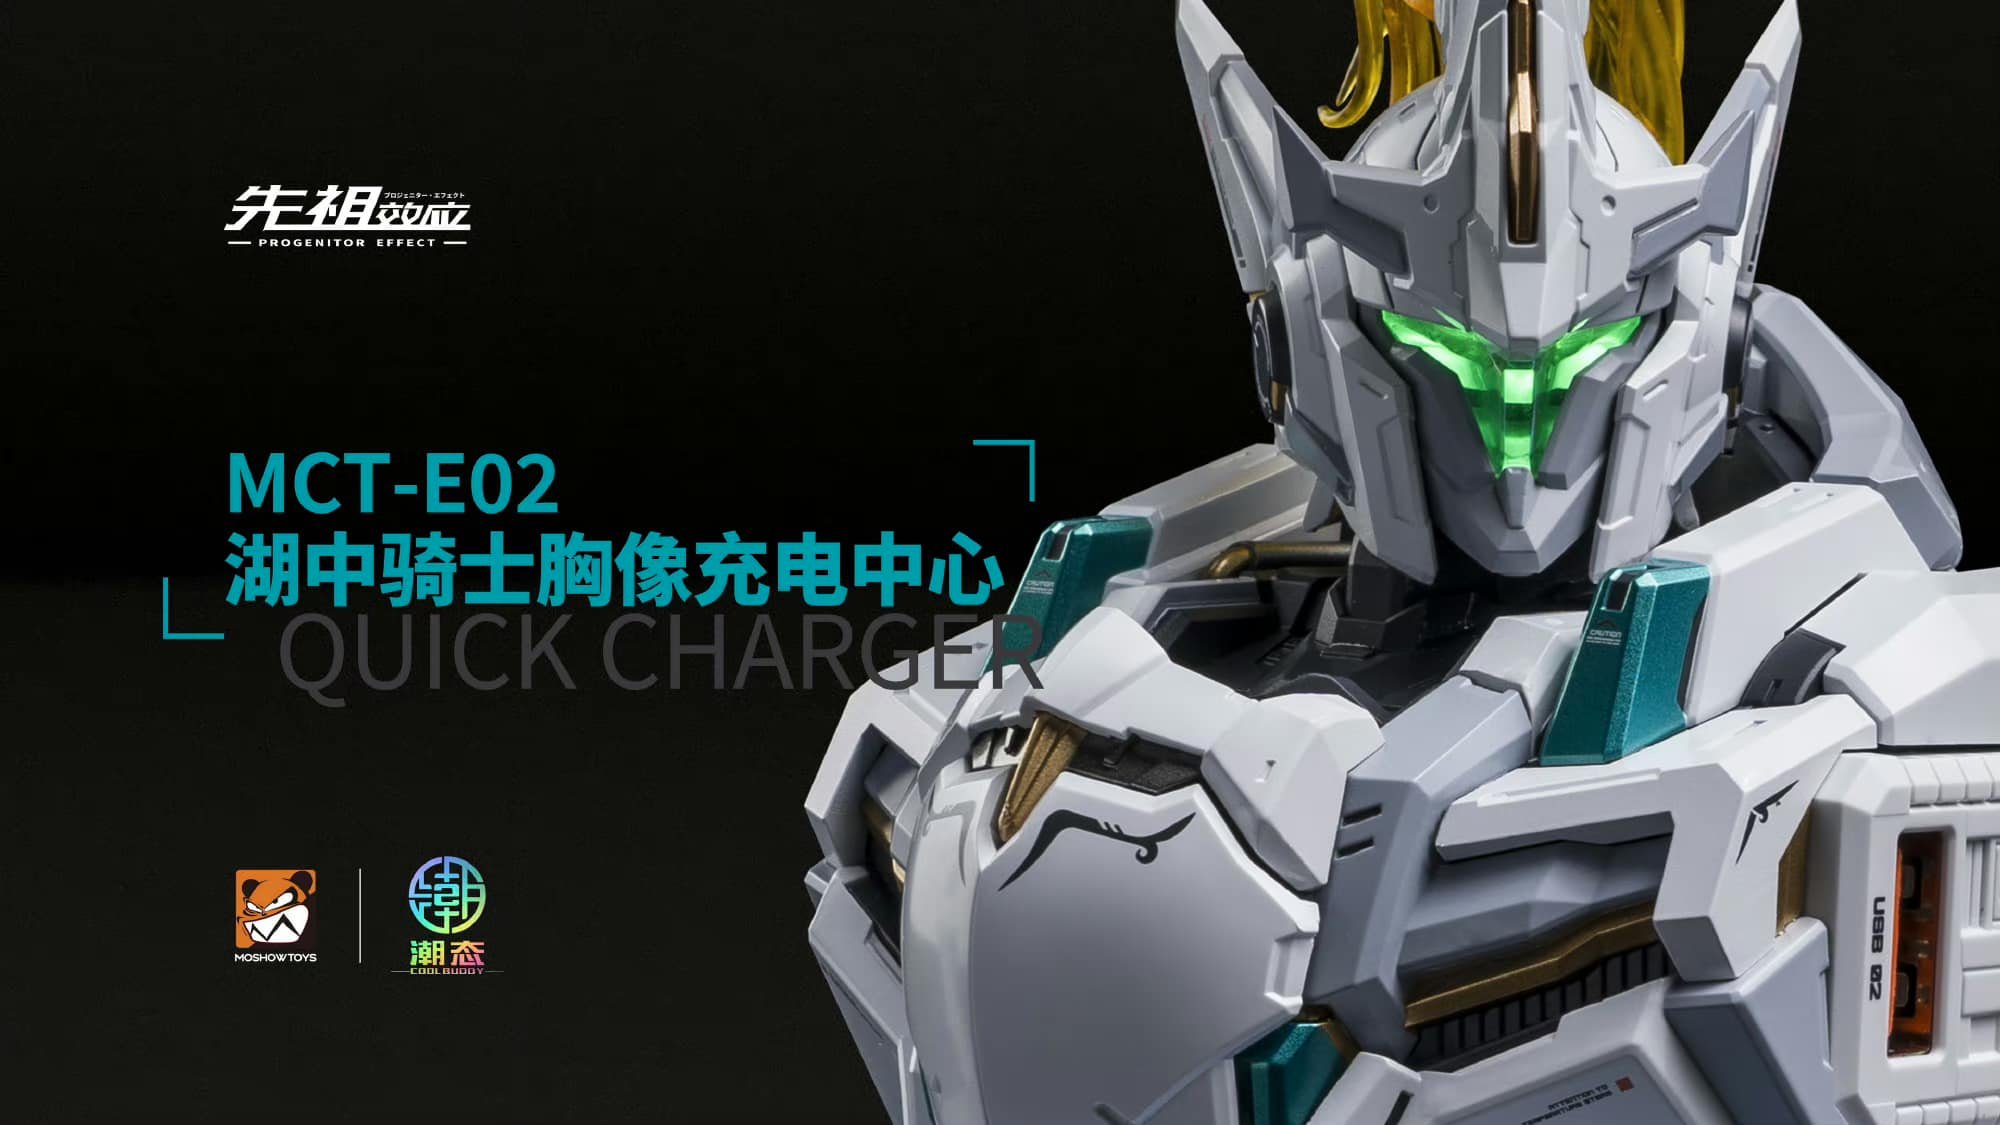 先祖效应
プロジェニター・エフェクト
PROGENITOR EFFECT
MCT-E02
湖中骑士胸像充电中心
QUICK CHARGER
CAUTION
CAUTION
USB 02
ATTENTION TO
MOSHOWTOYS
潮态
COOLBUDDY